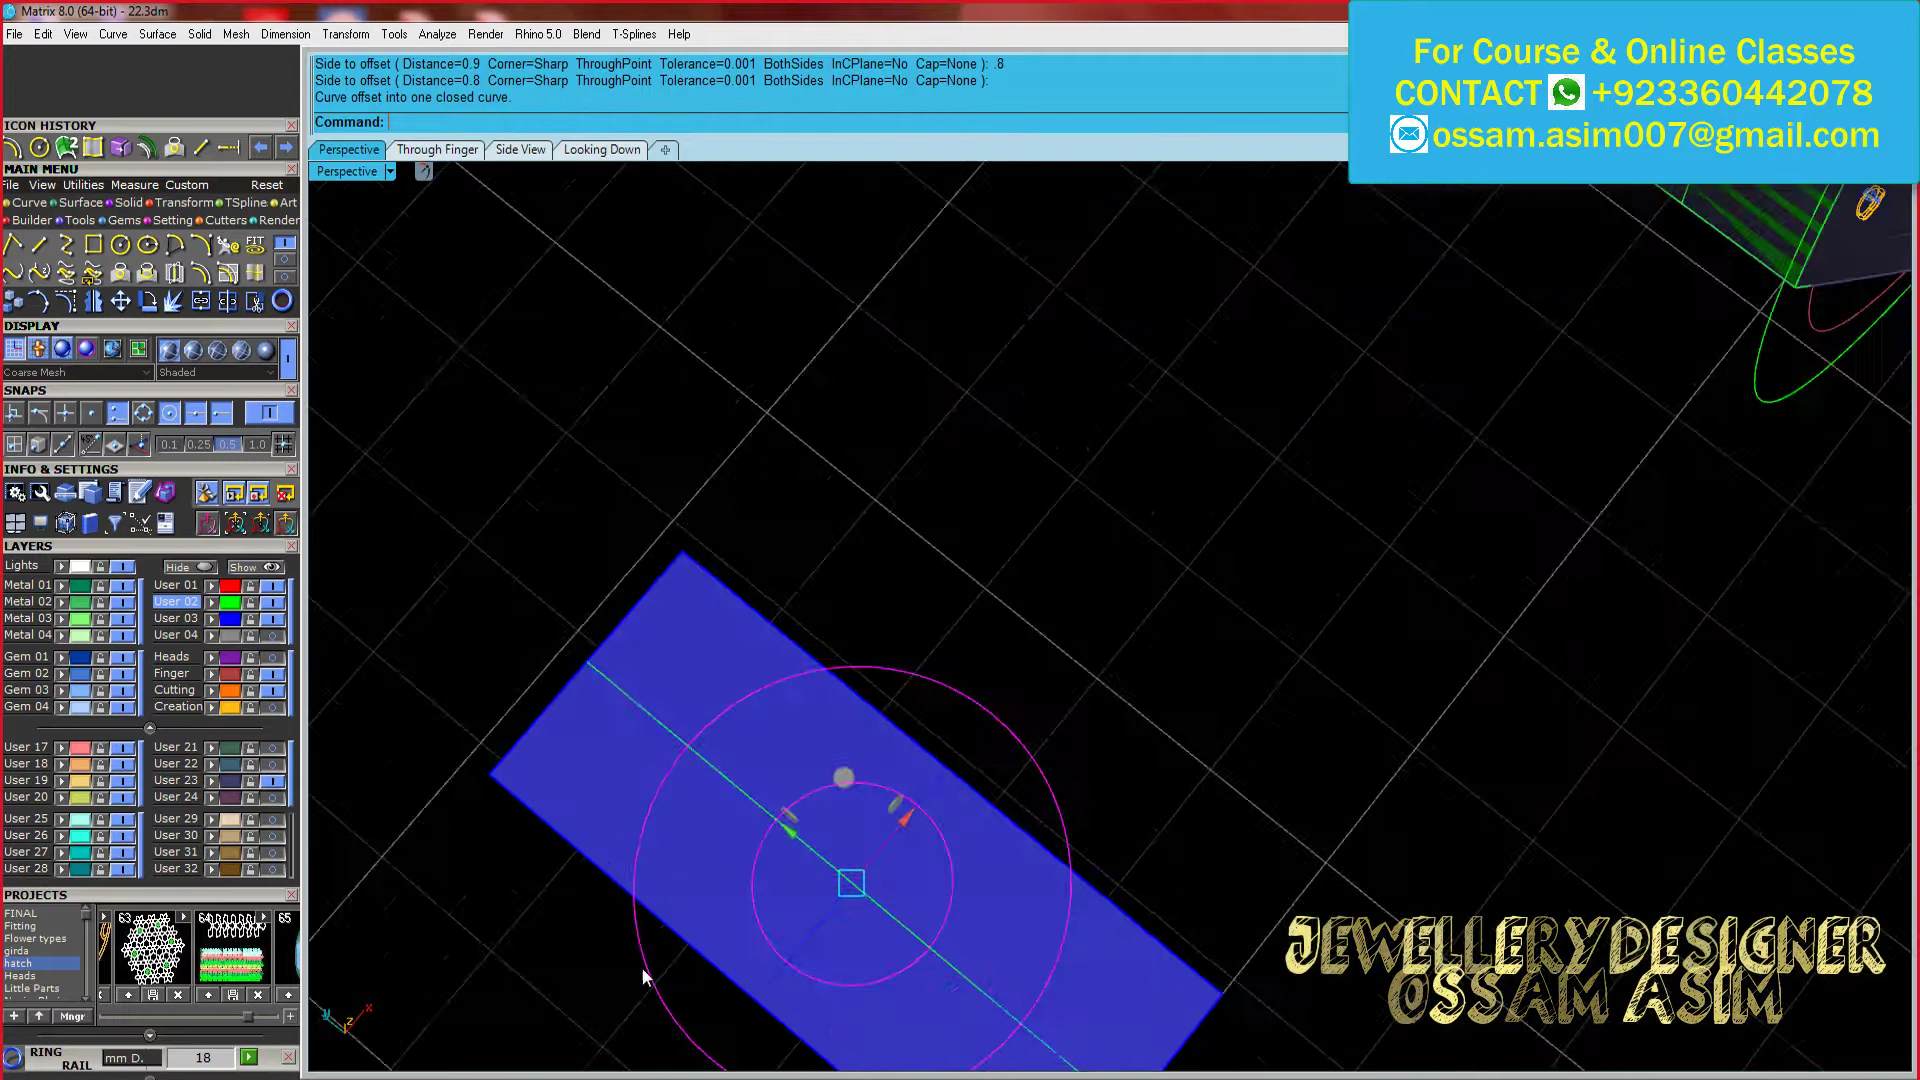 Matrix 8.0 (64-bit) - 22.3dm
File Edit View Curve Surface Solid Mesh Dimension Transform Tools Analyze Render Rhino 5.0 Blend T-Splines Help
For Course & Online Classes
CONTACT +923360442078
ossam.asim007@gmail.com
Side to offset ( Distance=0.9 Corner=Sharp ThroughPoint Tolerance=0.001 BothSides InCPlane=No Cap=None ): .8
Side to offset ( Distance=0.8 Corner=Sharp ThroughPoint Tolerance=0.001 BothSides InCPlane=No Cap=None ):
Curve offset into one closed curve.
Command:
Perspective Through Finger Side View Looking Down
Perspective
ICON HISTORY
MAIN MENU
File View Utilities Measure Custom Reset
Curve Surface Solid Transform TSpline Art
Builder Tools Gems Setting Cutters Render
FIT
DISPLAY
Coarse Mesh Shaded
SNAPS
0.1 0.25 0.5 1.0
INFO & SETTINGS
LAYERS
Lights Hide Show
Metal 01 User 01
Metal 02 User 02
Metal 03 User 03
Metal 04 User 04
Gem 01 Heads
Gem 02 Finger
Gem 03 Cutting
Gem 04 Creation
User 17 User 21
User 18 User 22
User 19 User 23
User 20 User 24
User 25 User 29
User 26 User 30
User 27 User 31
User 28 User 32
PROJECTS
FINAL
Fitting
Flower types
girda
hatch
Heads
Little Parts
63 64 65
Mngr
RING RAIL mm D. 18
x y z
JEWELLERYDESIGNER
OSSAM ASIM